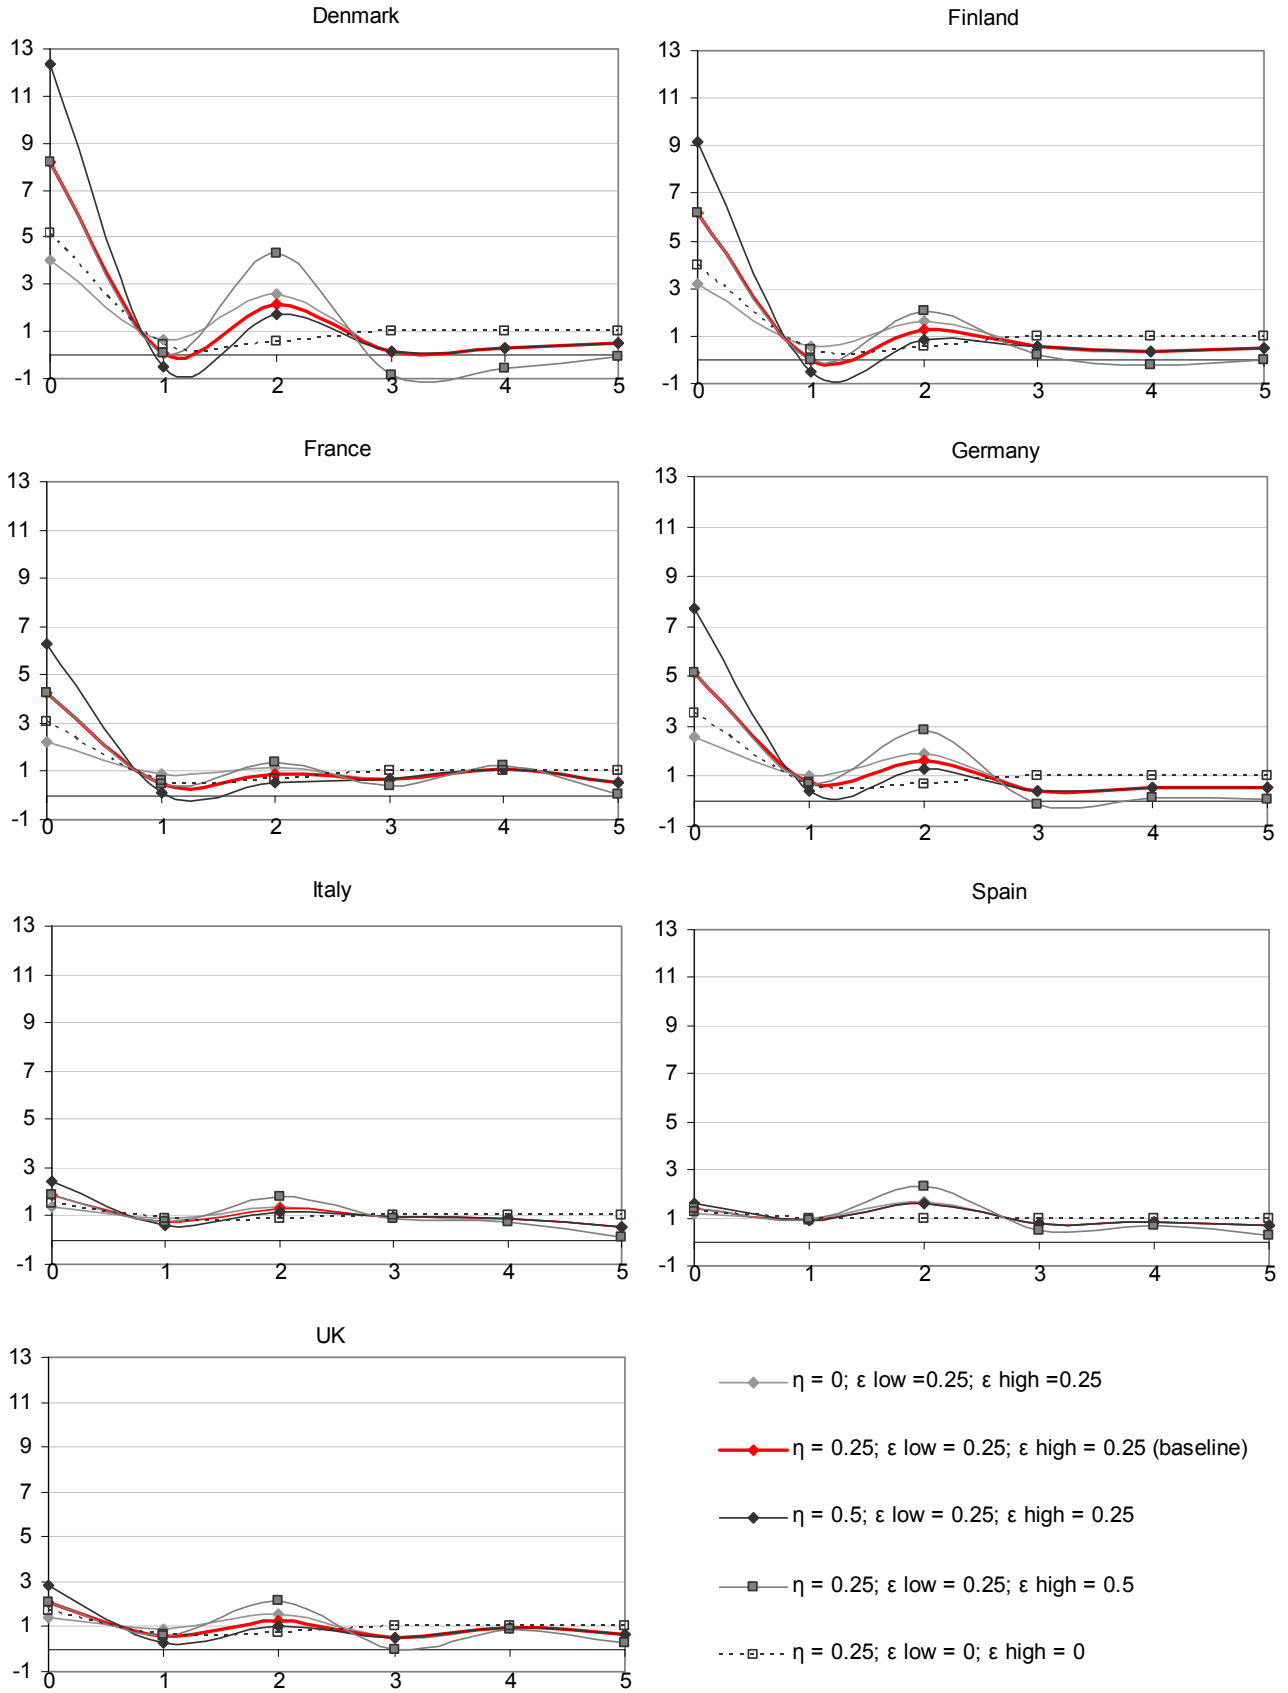 Denmark
13
11
9
7
5
3
1
-1
0 1 2 3 4 5
Finland
13
11
9
7
5
3
1
-1
0 1 2 3 4 5
France
13
11
9
7
5
3
1
-1
0 1 2 3 4 5
Germany
13
11
9
7
5
3
1
-1
0 1 2 3 4 5
Italy
13
11
9
7
5
3
1
-1
0 1 2 3 4 5
Spain
13
11
9
7
5
3
1
-1
0 1 2 3 4 5
UK
13
11
9
7
5
3
1
-1
0 1 2 3 4 5
η = 0; ε low =0.25; ε high =0.25
η = 0.25; ε low = 0.25; ε high = 0.25 (baseline)
η = 0.5; ε low = 0.25; ε high = 0.25
η = 0.25; ε low = 0.25; ε high = 0.5
η = 0.25; ε low = 0; ε high = 0